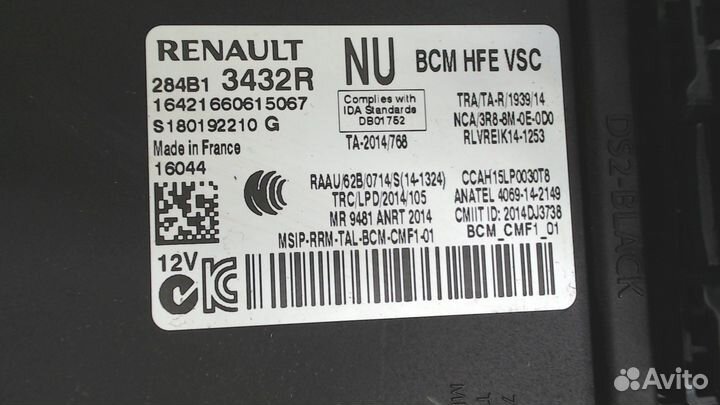 RENAULT
NU
BCM HFE VSC
284B1 3432R
16421660615067
S180192210 G
Made in France
16044
Complies with
IDA Standards
DB01752
TA-2014/768
TRA/TA-R/1939/14
NCA/3R8-8M-0E-0D0
RLVREIK14-1253
RAAU/62B/0714/S(14-1324)
TRC/LPD/2014/105
MR 9481 ANRT 2014
MSIP-RRM-TAL-BCM-CMF1-01
CCAH15LP0030T8
ANATEL 4069-14-2149
CMIIT ID: 2014DJ3738
BCM_CMF1_01
12V
DS2-BLACK
Avito